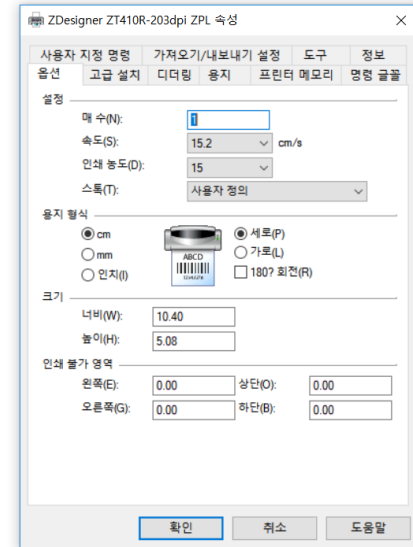 ZDesigner ZT410R-203dpi ZPL 속성
사용자 지정 명령 가져오기/내보내기 설정 도구 정보
옵션 고급 설치 디더링 용지 프린터 메모리 명령 글꼴
설정
매 수(N): 1
속도(S): 15.2 cm/s
인쇄 농도(D): 15
스톡(T): 사용자 정의
용지 형식
cm 세로(P)
mm ABCD 가로(L)
인치(I) 180? 회전(R)
크기
너비(W): 10.40
높이(H): 5.08
인쇄 불가 영역
왼쪽(E): 0.00 상단(O): 0.00
오른쪽(G): 0.00 하단(B): 0.00
확인 취소 도움말